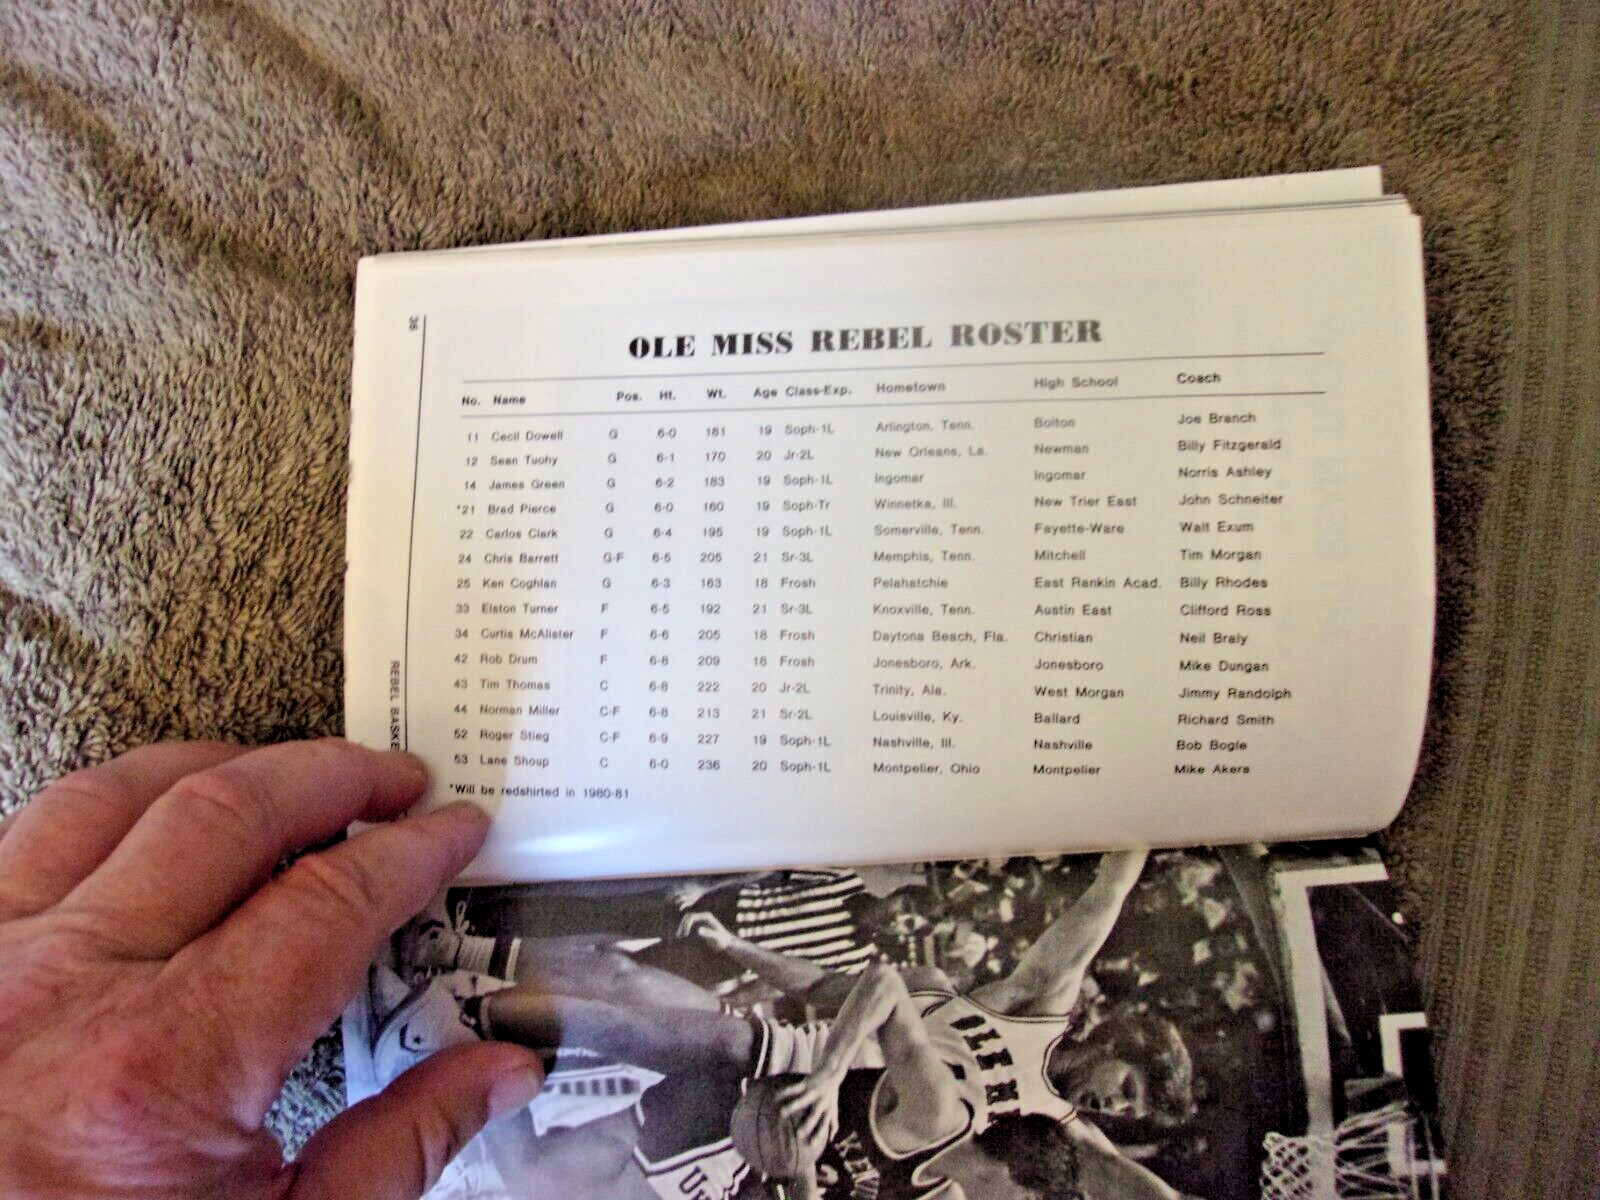 36
OLE MISS REBEL ROSTER
No. Name Pos. Ht. Wt. Age Class-Exp. Hometown High School Coach
11 Cecil Dowell G 6-0 181 19 Soph-1L Arlington, Tenn. Bolton Joe Branch
12 Sean Tuohy G 6-1 170 20 Jr-2L New Orleans, La. Newman Billy Fitzgerald
14 James Green G 6-2 183 19 Soph-1L Ingomar Ingomar Norris Ashley
*21 Brad Pierce G 6-0 160 19 Soph-Tr Winnetka, Ill. New Trier East John Schneiter
22 Carlos Clark G 6-4 195 19 Soph-1L Somerville, Tenn. Fayette-Ware Walt Exum
24 Chris Barrett G-F 6-5 205 21 Sr-3L Memphis, Tenn. Mitchell Tim Morgan
25 Ken Coghlan G 6-3 163 18 Frosh Pelahatchie East Rankin Acad. Billy Rhodes
33 Elston Turner F 6-5 192 21 Sr-3L Knoxville, Tenn. Austin East Clifford Ross
34 Curtis McAlister F 6-6 205 18 Frosh Daytona Beach, Fla. Christian Neil Braly
42 Rob Drum F 6-8 209 18 Frosh Jonesboro, Ark. Jonesboro Mike Dungan
43 Tim Thomas C 6-8 222 20 Jr-2L Trinity, Ala. West Morgan Jimmy Randolph
44 Norman Miller C-F 6-8 213 21 Sr-2L Louisville, Ky. Ballard Richard Smith
52 Roger Stieg C-F 6-9 227 19 Soph-1L Nashville, Ill. Nashville Bob Bogle
53 Lane Shoup C 6-0 236 20 Soph-1L Montpelier, Ohio Montpelier Mike Akers
*Will be redshirted in 1980-81
REBEL BASKE
OLE MI
KEN